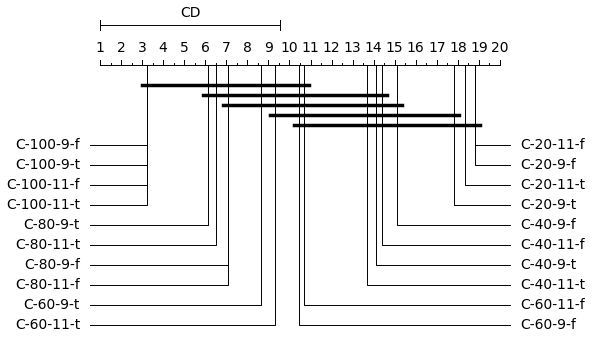 CD
1 2 3 4 5 6 7 8 9 10 11 12 13 14 15 16 17 18 19 20
C-100-9-f C-20-11-f
C-100-9-t C-20-9-f
C-100-11-f C-20-11-t
C-100-11-t C-20-9-t
C-80-9-t C-40-9-f
C-80-11-t C-40-11-f
C-80-9-f C-40-9-t
C-80-11-f C-40-11-t
C-60-9-t C-60-11-f
C-60-11-t C-60-9-f